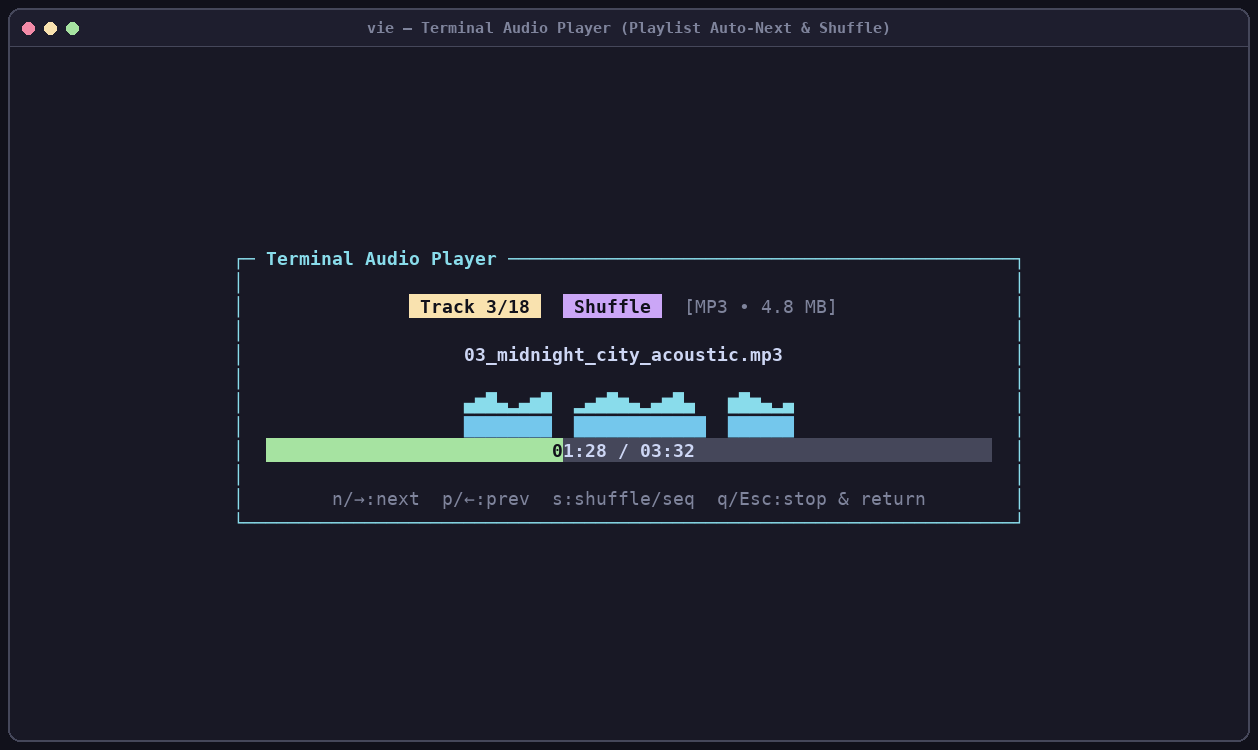 vie — Terminal Audio Player (Playlist Auto-Next & Shuffle)
Terminal Audio Player
Track 3/18 Shuffle [MP3 • 4.8 MB]
03_midnight_city_acoustic.mp3
01:28 / 03:32
n/→:next p/←:prev s:shuffle/seq q/Esc:stop & return